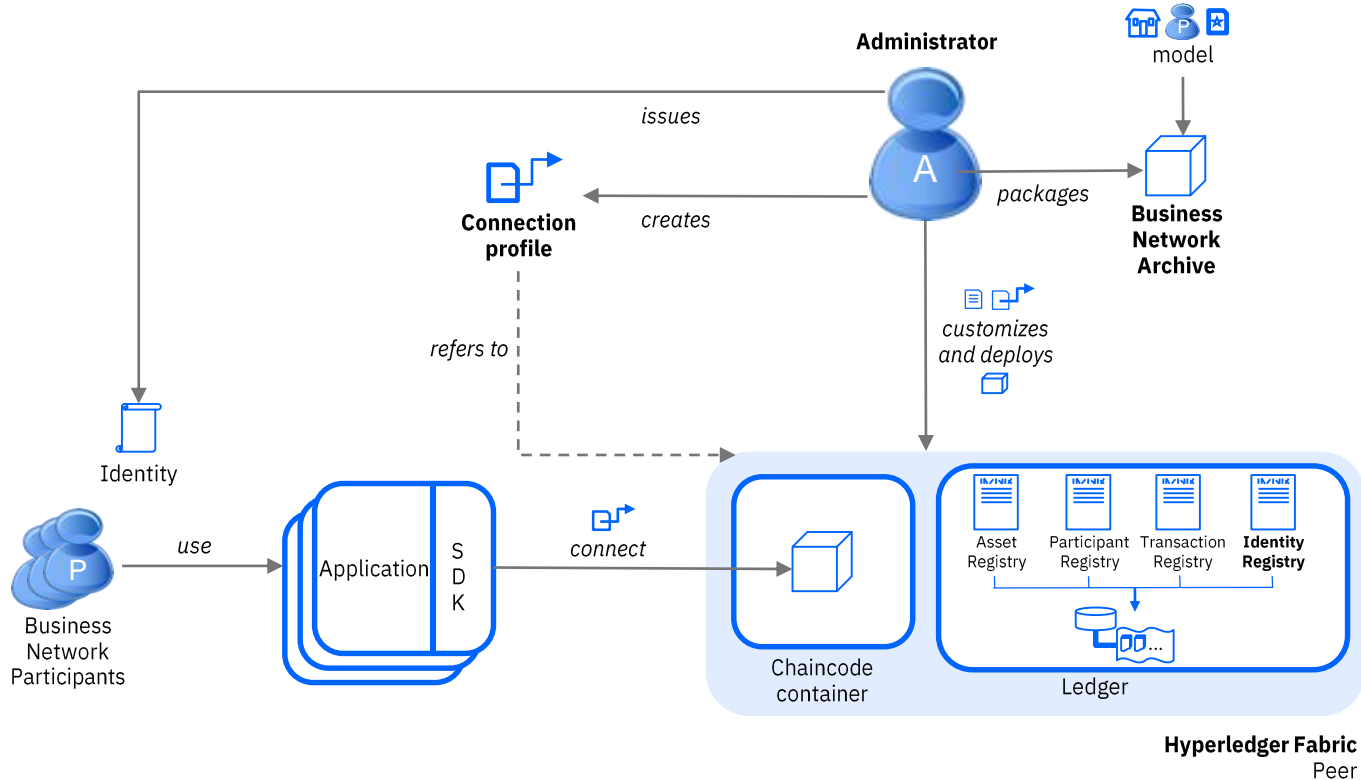 Administrator
P
model
issues
A
packages
creates
Connection
profile
Business
Network
Archive
customizes
and deploys
refers to
Identity
use
P
Business
Network
Participants
Application
S
D
K
connect
Chaincode
container
Asset
Registry
Participant
Registry
Transaction
Registry
Identity
Registry
...
Ledger
Hyperledger Fabric
Peer